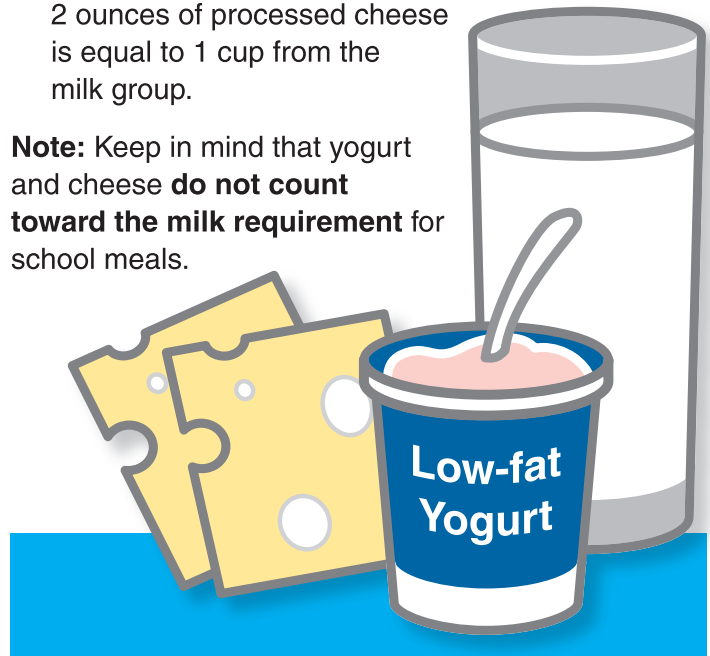 2 ounces of processed cheese
is equal to 1 cup from the
milk group.
Note: Keep in mind that yogurt
and cheese do not count
toward the milk requirement for
school meals.
Low-fat
Yogurt